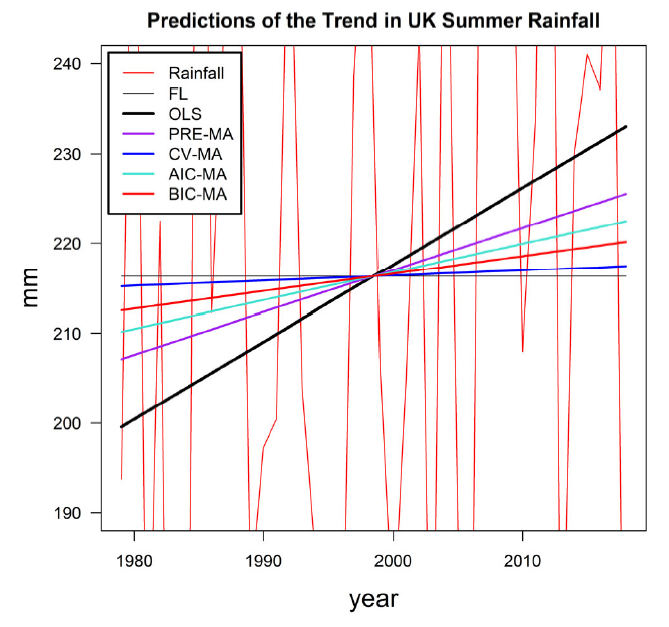 Predictions of the Trend in UK Summer Rainfall
240
230
220
210
200
190
mm
Rainfall
FL
OLS
PRE-MA
CV-MA
AIC-MA
BIC-MA
1980 1990 2000 2010
year